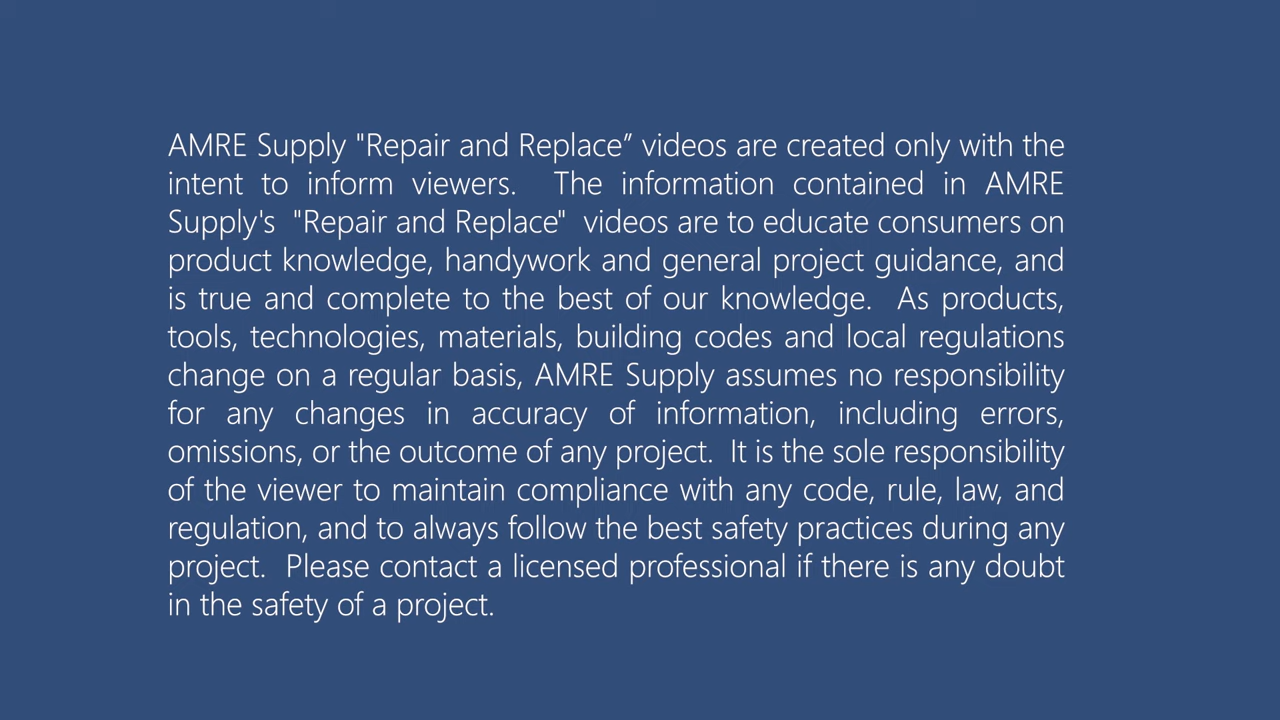 AMRE Supply "Repair and Replace” videos are created only with the
intent to inform viewers.  The information contained in AMRE
Supply's  "Repair and Replace"  videos are to educate consumers on
product knowledge, handywork and general project guidance, and
is true and complete to the best of our knowledge.  As products,
tools, technologies, materials, building codes and local regulations
change on a regular basis, AMRE Supply assumes no responsibility
for any changes in accuracy of information, including errors,
omissions, or the outcome of any project.  It is the sole responsibility
of the viewer to maintain compliance with any code, rule, law, and
regulation, and to always follow the best safety practices during any
project.  Please contact a licensed professional if there is any doubt
in the safety of a project.